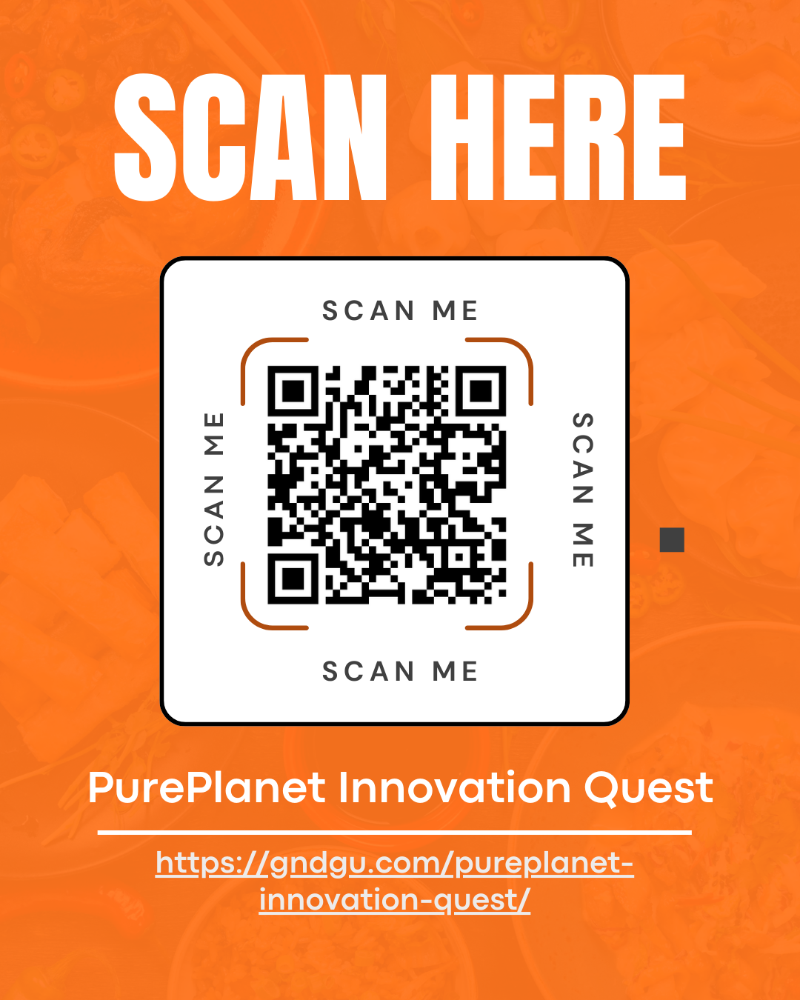 SCAN HERE
SCAN ME
SCAN ME
SCAN ME
SCAN ME
PurePlanet Innovation Quest
https://gndgu.com/pureplanet-
innovation-quest/